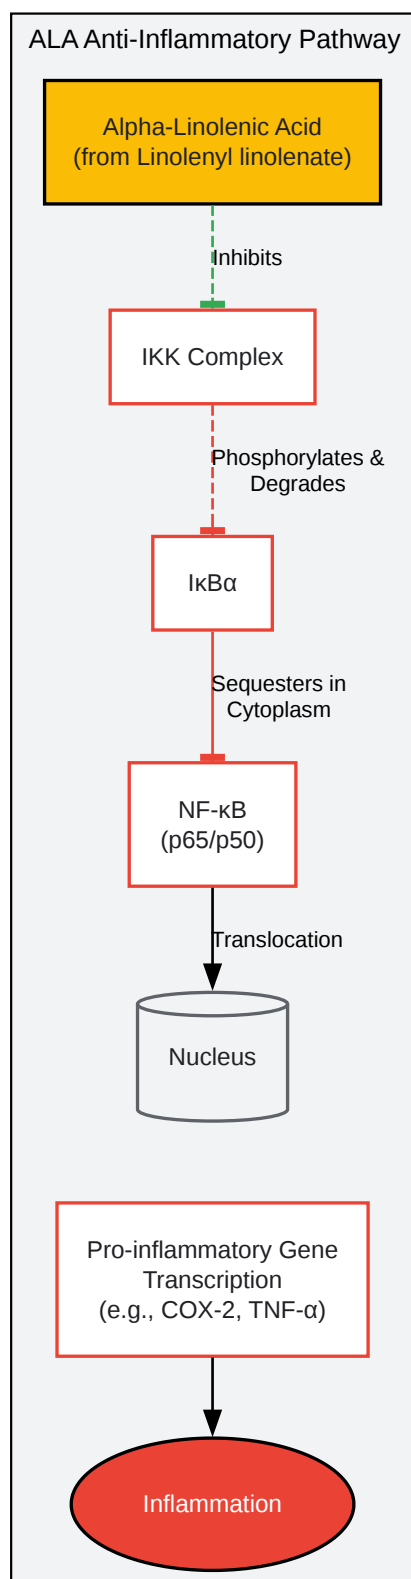 ALA Anti-Inflammatory Pathway
Alpha-Linolenic Acid
(from Linolenyl linolenate)
Inhibits
IKK Complex
Phosphorylates &
Degrades
IκBα
Sequesters in
Cytoplasm
NF-κB
(p65/p50)
Translocation
Nucleus
Pro-inflammatory Gene
Transcription
(e.g., COX-2, TNF-α)
Inflammation